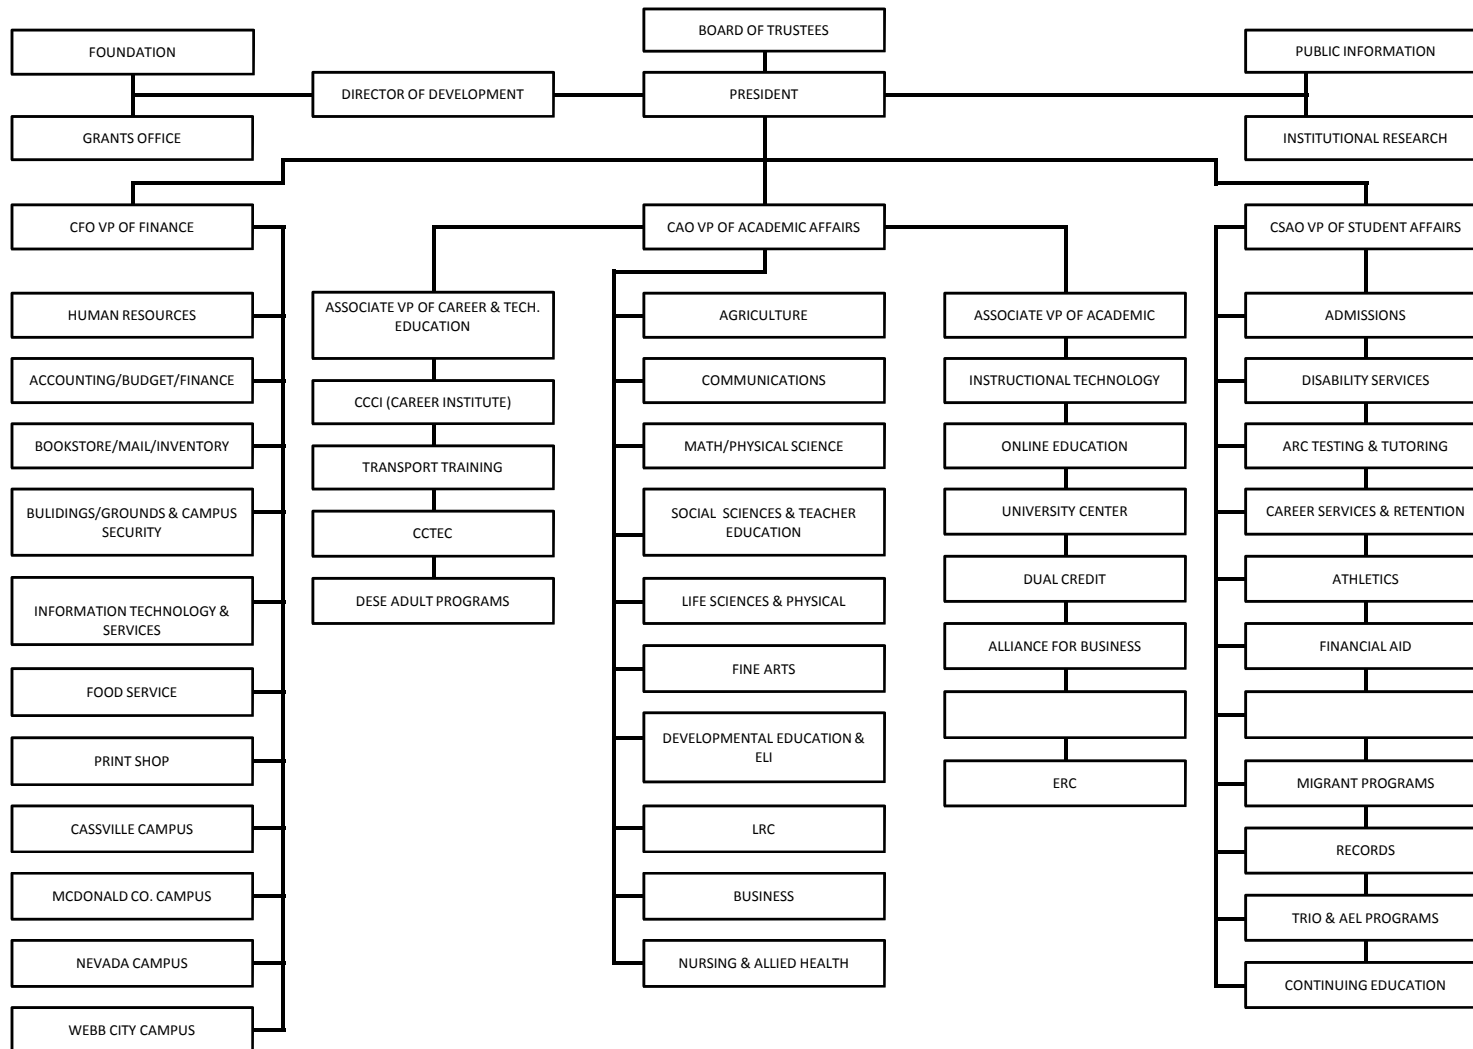 BOARD OF TRUSTEES
FOUNDATION
PUBLIC INFORMATION
DIRECTOR OF DEVELOPMENT
PRESIDENT
GRANTS OFFICE
INSTITUTIONAL RESEARCH
CFO VP OF FINANCE
CAO VP OF ACADEMIC AFFAIRS
CSAO VP OF STUDENT AFFAIRS
HUMAN RESOURCES
ACCOUNTING/BUDGET/FINANCE
BOOKSTORE/MAIL/INVENTORY
BULIDINGS/GROUNDS & CAMPUS
SECURITY
INFORMATION TECHNOLOGY &
SERVICES
FOOD SERVICE
PRINT SHOP
CASSVILLE CAMPUS
MCDONALD CO. CAMPUS
NEVADA CAMPUS
WEBB CITY CAMPUS
ASSOCIATE VP OF CAREER & TECH.
EDUCATION
CCCI (CAREER INSTITUTE)
TRANSPORT TRAINING
CCTEC
DESE ADULT PROGRAMS
AGRICULTURE
COMMUNICATIONS
MATH/PHYSICAL SCIENCE
SOCIAL SCIENCES & TEACHER
EDUCATION
LIFE SCIENCES & PHYSICAL
FINE ARTS
DEVELOPMENTAL EDUCATION &
ELI
LRC
BUSINESS
NURSING & ALLIED HEALTH
ASSOCIATE VP OF ACADEMIC
INSTRUCTIONAL TECHNOLOGY
ONLINE EDUCATION
UNIVERSITY CENTER
DUAL CREDIT
ALLIANCE FOR BUSINESS
ERC
ADMISSIONS
DISABILITY SERVICES
ARC TESTING & TUTORING
CAREER SERVICES & RETENTION
ATHLETICS
FINANCIAL AID
MIGRANT PROGRAMS
RECORDS
TRIO & AEL PROGRAMS
CONTINUING EDUCATION